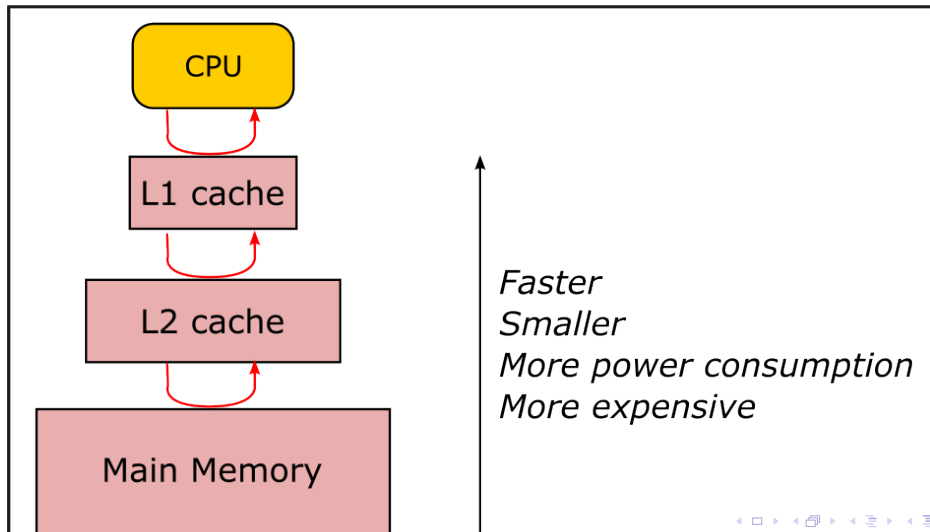 CPU
L1 cache
L2 cache
Main Memory
Faster
Smaller
More power consumption
More expensive